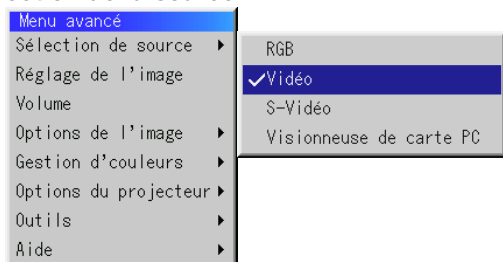 Menu avancé
Sélection de source
Réglage de l'image
Volume
Options de l'image
Gestion d'couleurs
Options du projecteur
Outils
Aide
RGB
Vidéo
S-Vidéo
Visionneuse de carte PC